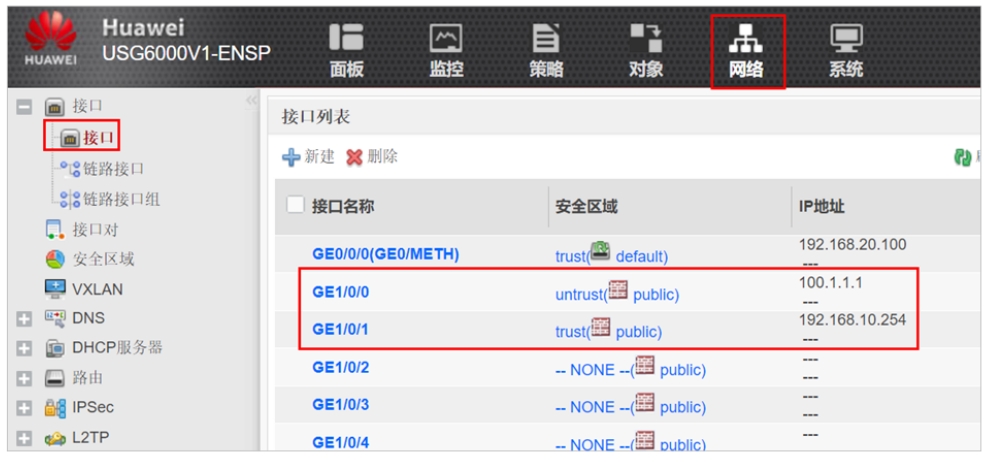 HUAWEI
Huawei
USG6000V1-ENSP
面板
监控
策略
对象
网络
系统
接口
接口
链路接口
链路接口组
接口对
安全区域
VXLAN
DNS
DHCP服务器
路由
IPSec
L2TP
接口列表
新建 删除
接口名称 安全区域 IP地址
GE0/0/0(GE0/METH) trust( default) 192.168.20.100
---
GE1/0/0 untrust( public) 100.1.1.1
---
GE1/0/1 trust( public) 192.168.10.254
---
GE1/0/2 -- NONE --( public) ---
---
GE1/0/3 -- NONE --( public) ---
---
GE1/0/4 -- NONE --( public) ---